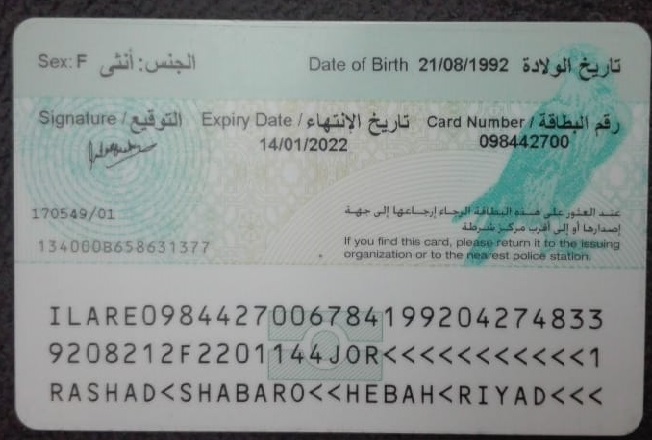 Sex: F الجنس: أنثى Date of Birth 21/08/1992 تاريخ الولادة
Signature / التوقيع Expiry Date / تاريخ الإنتهاء Card Number / رقم البطاقة
14/01/2022 098442700
170549/01
134000B658631377
عند العثور على هذه البطاقة الرجاء إرجاعها إلى جهة
إصدارها أو إلى أقرب مركز شرطة
If you find this card, please return it to the issuing
organization or to the nearest police station.
ILARE0984427006784199204274833
9208212F2201144JOR<<<<<<<<<<<1
RASHAD<SHABARO<<HEBAH<RIYAD<<<